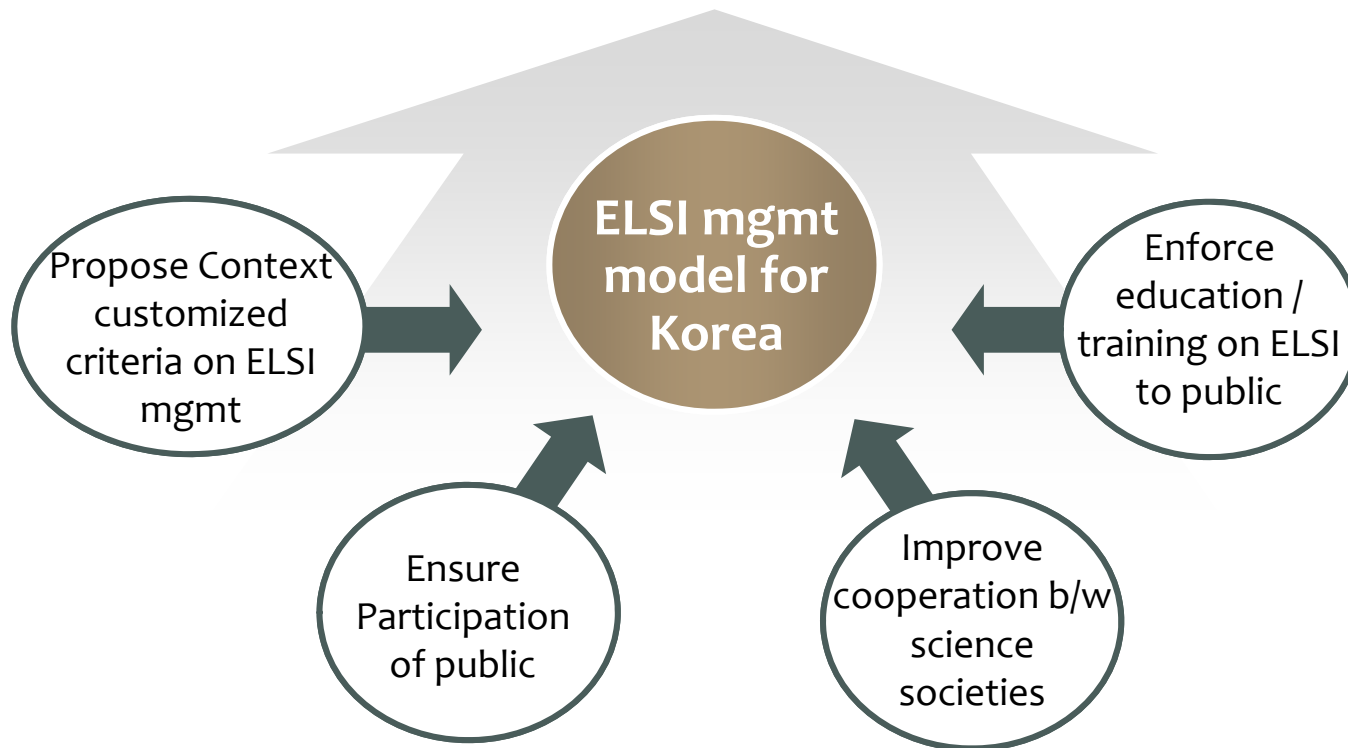 ELSI mgmt
model for
Korea
Propose Context
customized
criteria on ELSI
mgmt
Enforce
education /
training on ELSI
to public
Ensure
Participation
of public
Improve
cooperation b/w
science
societies